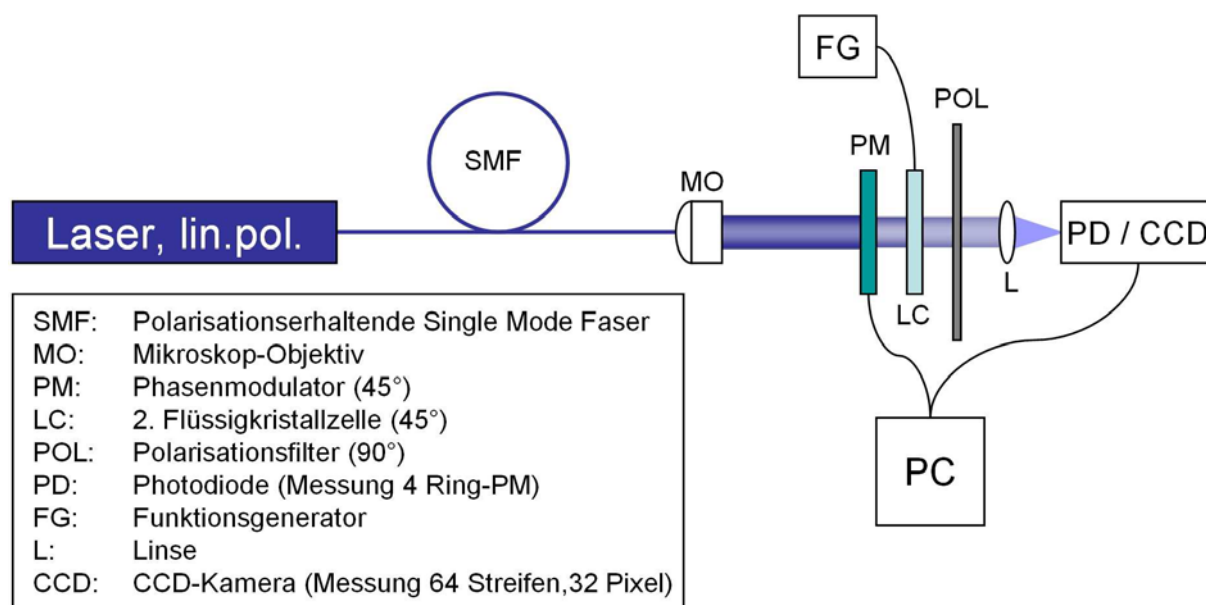 FG
POL
SMF
PM
MO
Laser, lin.pol.
PD / CCD
L
LC
SMF: Polarisationserhaltende Single Mode Faser
MO: Mikroskop-Objektiv
PM: Phasenmodulator (45°)
LC: 2. Flüssigkristallzelle (45°)
POL: Polarisationsfilter (90°)
PD: Photodiode (Messung 4 Ring-PM)
FG: Funktionsgenerator
L: Linse
CCD: CCD-Kamera (Messung 64 Streifen,32 Pixel)
PC